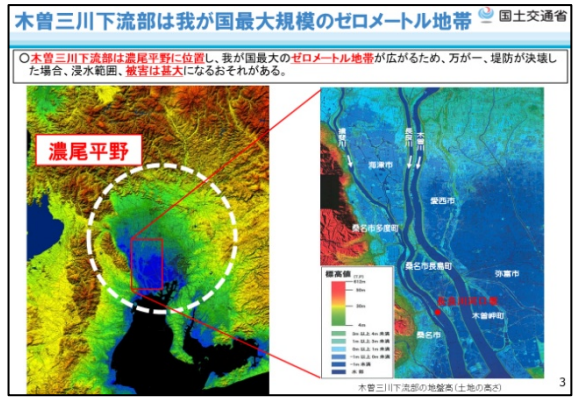 木曽三川下流部は我が国最大規模のゼロメートル地帯
国土交通省
○木曽三川下流部は濃尾平野に位置し、我が国最大のゼロメートル地帯が広がるため、万が一、堤防が決壊し
た場合、浸水範囲、被害は甚大になるおそれがある。
濃尾平野
揖斐川
長良川
木曽川
海津市
愛西市
桑名市多度町
桑名市長島町
弥富市
木曽岬町
桑名市
標高値
木曽三川下流部の地盤高(土地の高さ)
3